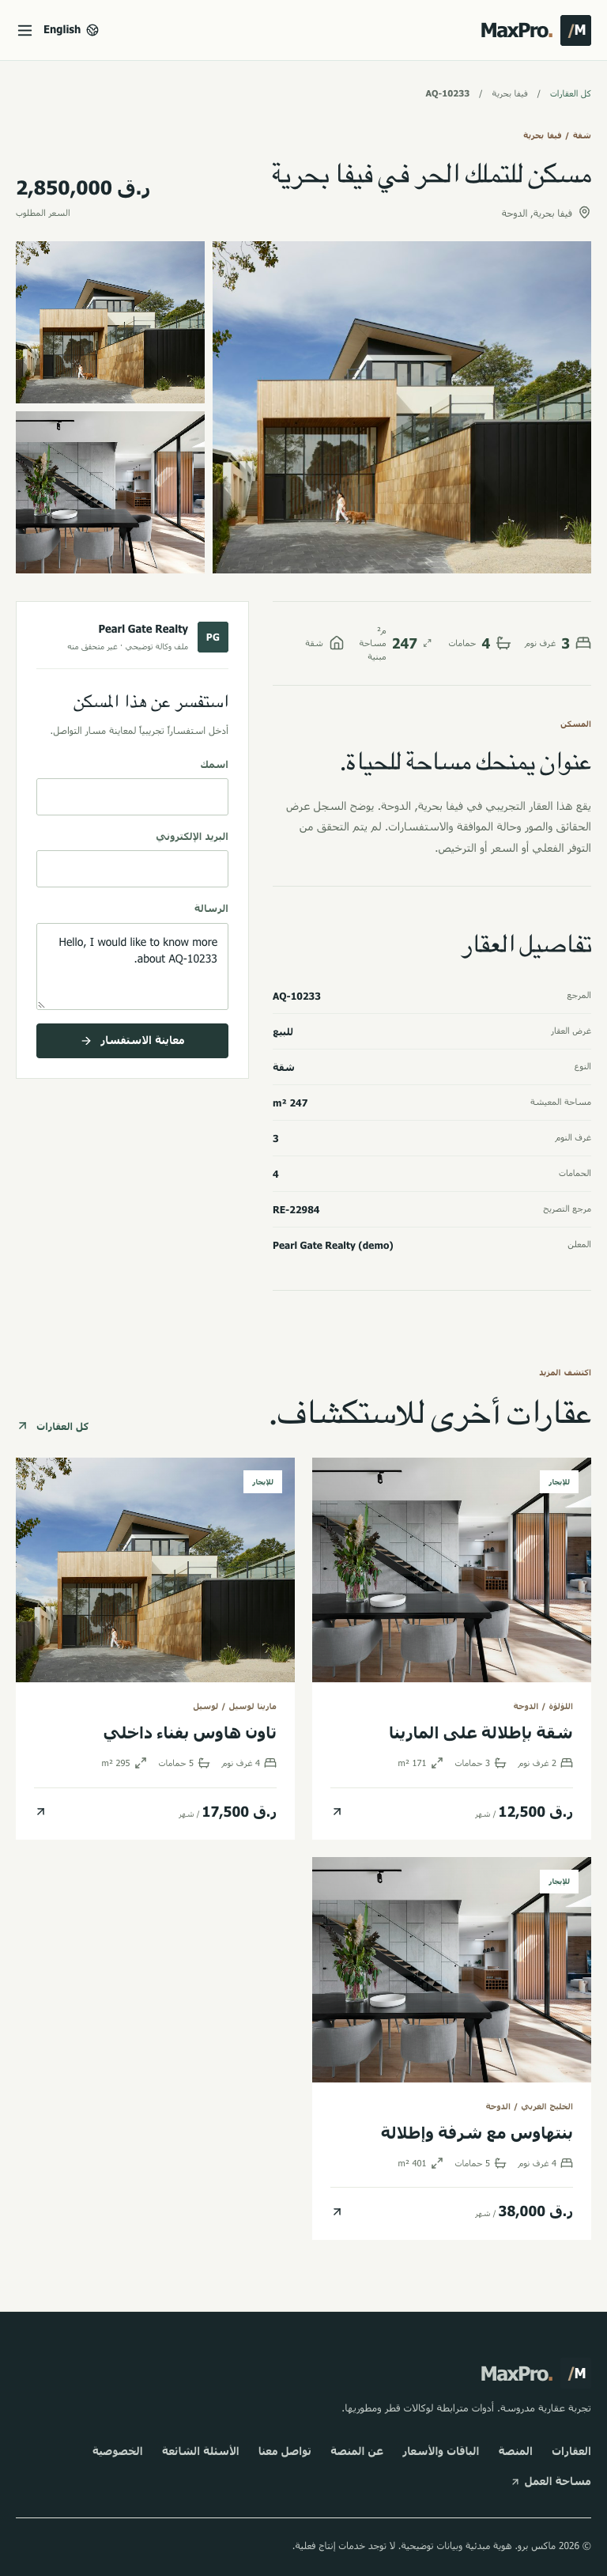 /M MaxPro.
English
كل العقارات / فيفا بحرية / AQ-10233
شقة / فيفا بحرية
مسكن للتملك الحر في فيفا بحرية
فيفا بحرية, الدوحة
ر.ق 2,850,000
السعر المطلوب
3 غرف نوم
4 حمامات
247 م² مساحة مبنية
شقة
المسكن
عنوان يمنحك مساحة للحياة.
يقع هذا العقار التجريبي في فيفا بحرية, الدوحة. يوضح السجل عرض
الحقائق والصور وحالة الموافقة والاستفسارات. لم يتم التحقق من
التوفر الفعلي أو السعر أو الترخيص.
تفاصيل العقار
المرجع AQ-10233
عرض العقار للبيع
النوع شقة
مساحة المعيشة 247 m²
غرف النوم 3
الحمامات 4
مرجع التصريح RE-22984
المعلن Pearl Gate Realty (demo)
PG
Pearl Gate Realty
ملف وكالة توضيحي · غير متحقق منه
استفسر عن هذا المسكن
أدخل استفساراً تجريبياً لمعاينة مسار التواصل.
اسمك
البريد الإلكتروني
الرسالة
Hello, I would like to know more
about AQ-10233.
معاينة الاستفسار
اكتشف المزيد
عقارات أخرى للاستكشاف.
كل العقارات
للإيجار
اللؤلؤة / الدوحة
شقة بإطلالة على المارينا
2 غرف نوم 3 حمامات 171 m²
ر.ق 12,500 / شهر
للإيجار
مارينا لوسيل / لوسيل
تاون هاوس بفناء داخلي
4 غرف نوم 5 حمامات 295 m²
ر.ق 17,500 / شهر
للإيجار
الخليج الغربي / الدوحة
بنتهاوس مع شرفة وإطلالة
4 غرف نوم 5 حمامات 401 m²
ر.ق 38,000 / شهر
/M MaxPro.
تجربة عقارية مدروسة. أدوات مترابطة لوكالات قطر ومطوريها.
العقارات المنصة الباقات والأسعار عن المنصة تواصل معنا الأسئلة الشائعة الخصوصية
مساحة العمل
© 2026 ماكس برو. هوية مبدئية وبيانات توضيحية. لا توجد خدمات إنتاج فعلية.